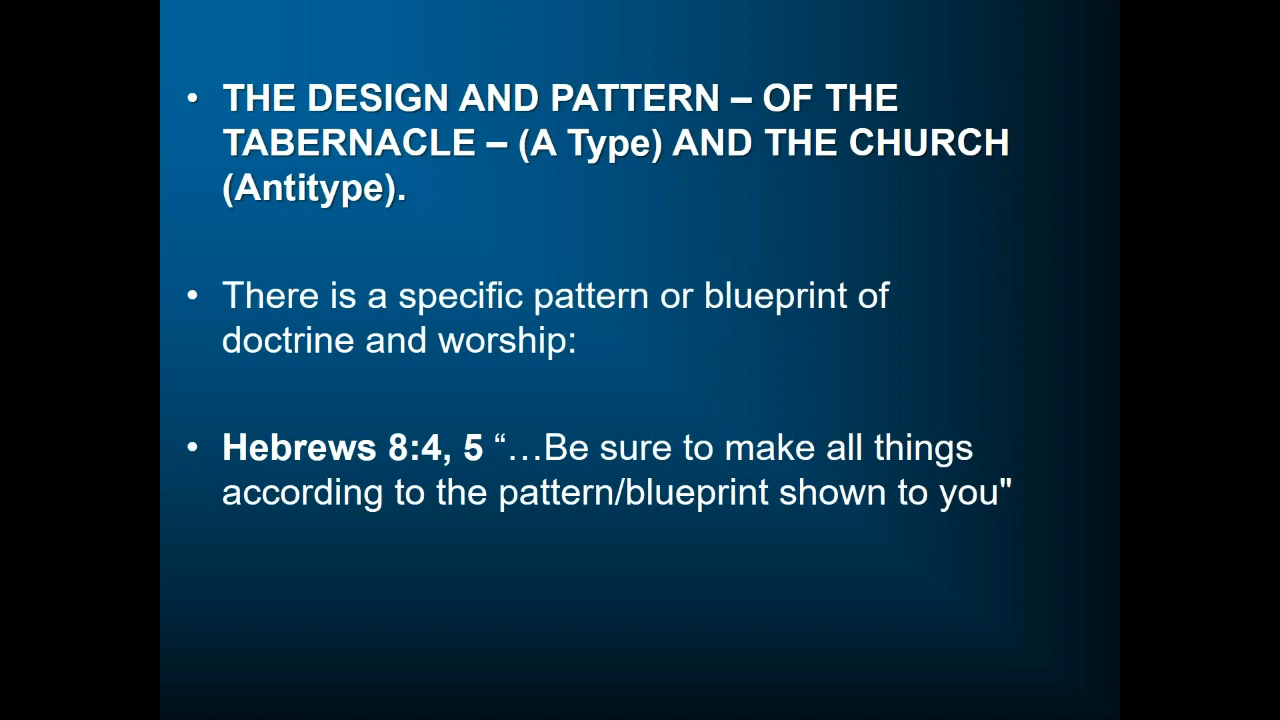 • THE DESIGN AND PATTERN – OF THE
TABERNACLE – (A Type) AND THE CHURCH
(Antitype).
• There is a specific pattern or blueprint of
doctrine and worship:
• Hebrews 8:4, 5 “…Be sure to make all things
according to the pattern/blueprint shown to you"